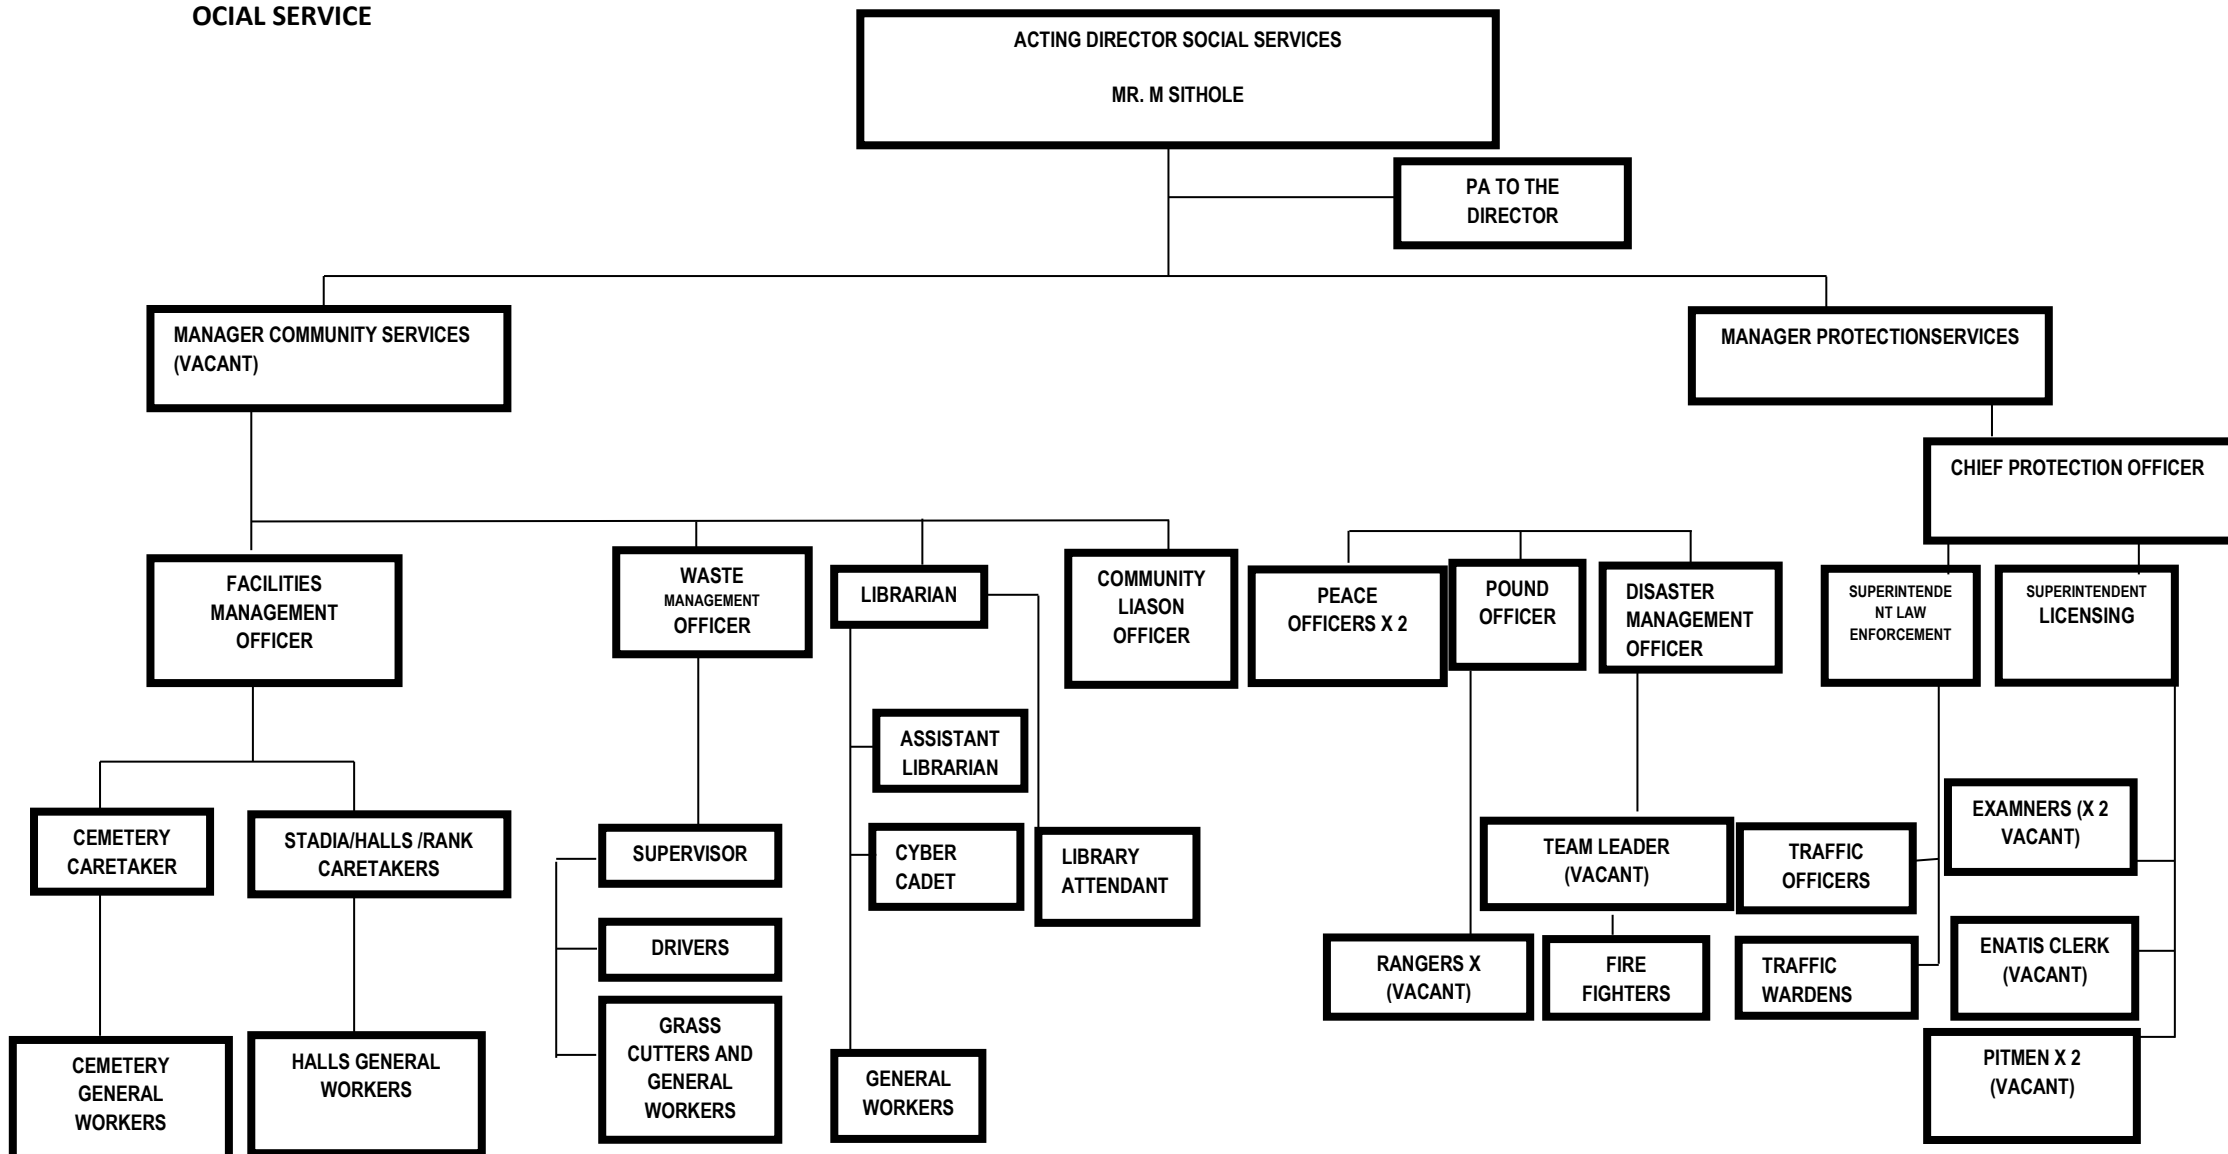 OCIAL SERVICE
ACTING DIRECTOR SOCIAL SERVICES
MR. M SITHOLE
PA TO THE
DIRECTOR
MANAGER COMMUNITY SERVICES
(VACANT)
MANAGER PROTECTIONSERVICES
CHIEF PROTECTION OFFICER
FACILITIES
MANAGEMENT
OFFICER
WASTE
MANAGEMENT
OFFICER
LIBRARIAN
COMMUNITY
LIASON
OFFICER
PEACE
OFFICERS X 2
POUND
OFFICER
DISASTER
MANAGEMENT
OFFICER
SUPERINTENDE
NT LAW
ENFORCEMENT
SUPERINTENDENT
LICENSING
ASSISTANT
LIBRARIAN
CEMETERY
CARETAKER
STADIA/HALLS /RANK
CARETAKERS
SUPERVISOR
CYBER
CADET
LIBRARY
ATTENDANT
TEAM LEADER
(VACANT)
TRAFFIC
OFFICERS
EXAMNERS (X 2
VACANT)
DRIVERS
RANGERS X
(VACANT)
FIRE
FIGHTERS
TRAFFIC
WARDENS
ENATIS CLERK
(VACANT)
CEMETERY
GENERAL
WORKERS
HALLS GENERAL
WORKERS
GRASS
CUTTERS AND
GENERAL
WORKERS
GENERAL
WORKERS
PITMEN X 2
(VACANT)